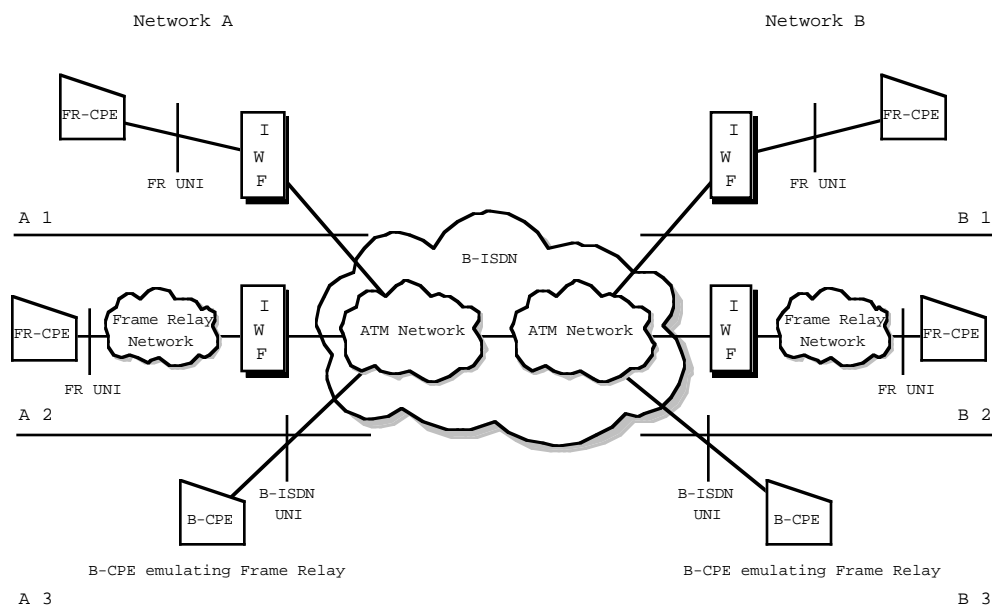 Network A
Network B
FR-CPE
FR UNI
I
W
F
I
W
F
FR UNI
FR-CPE
A 1
B 1
B-ISDN
FR-CPE
FR UNI
Frame Relay
Network
I
W
F
ATM Network
ATM Network
I
W
F
Frame Relay
Network
FR UNI
FR-CPE
A 2
B 2
B-CPE
B-ISDN
UNI
B-ISDN
UNI
B-CPE
B-CPE emulating Frame Relay
B-CPE emulating Frame Relay
A 3
B 3